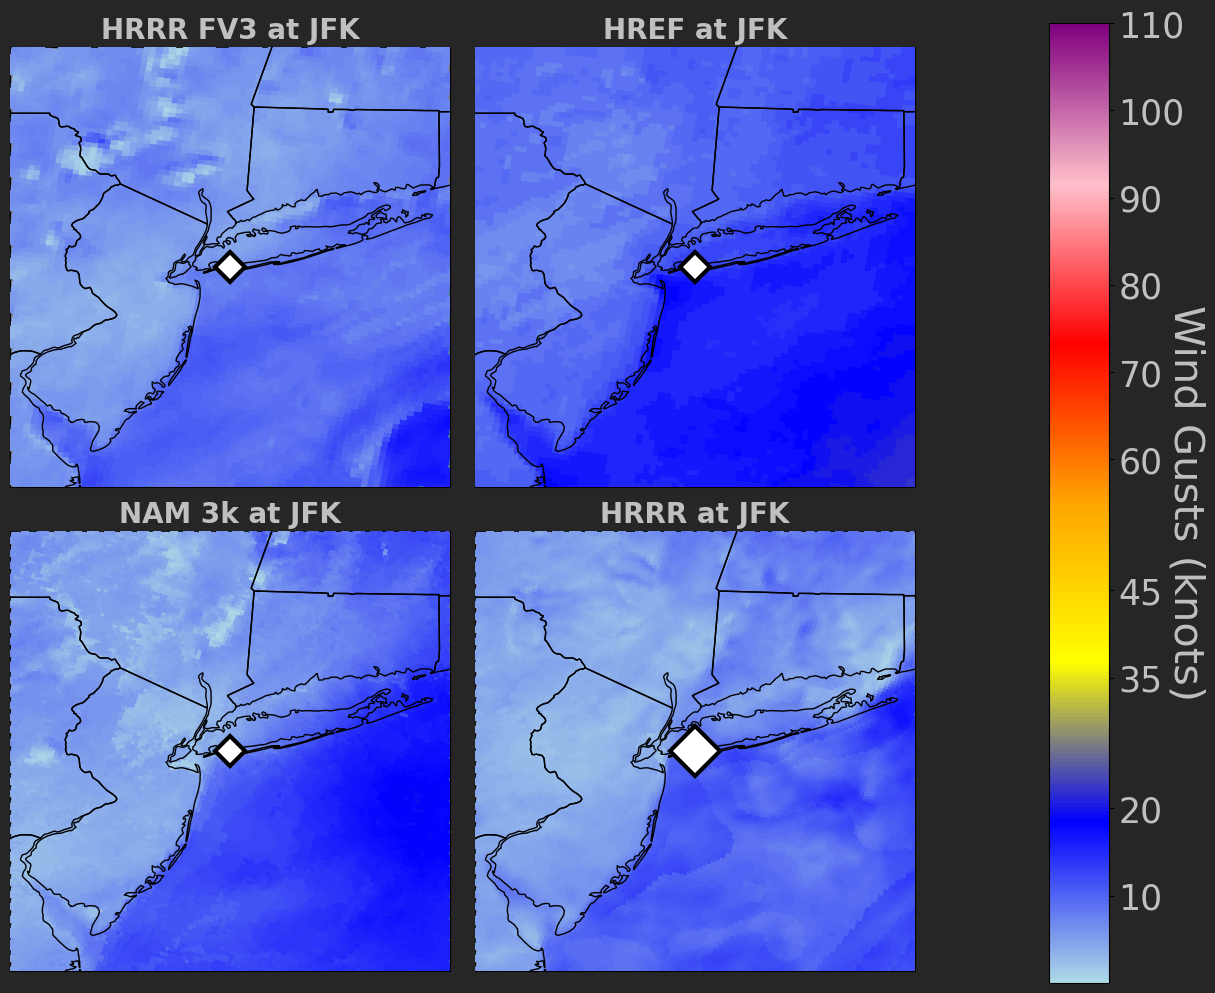 HRRR FV3 at JFK
HREF at JFK
NAM 3k at JFK
HRRR at JFK
110
100
90
80
70
60
45
35
20
10
Wind Gusts (knots)